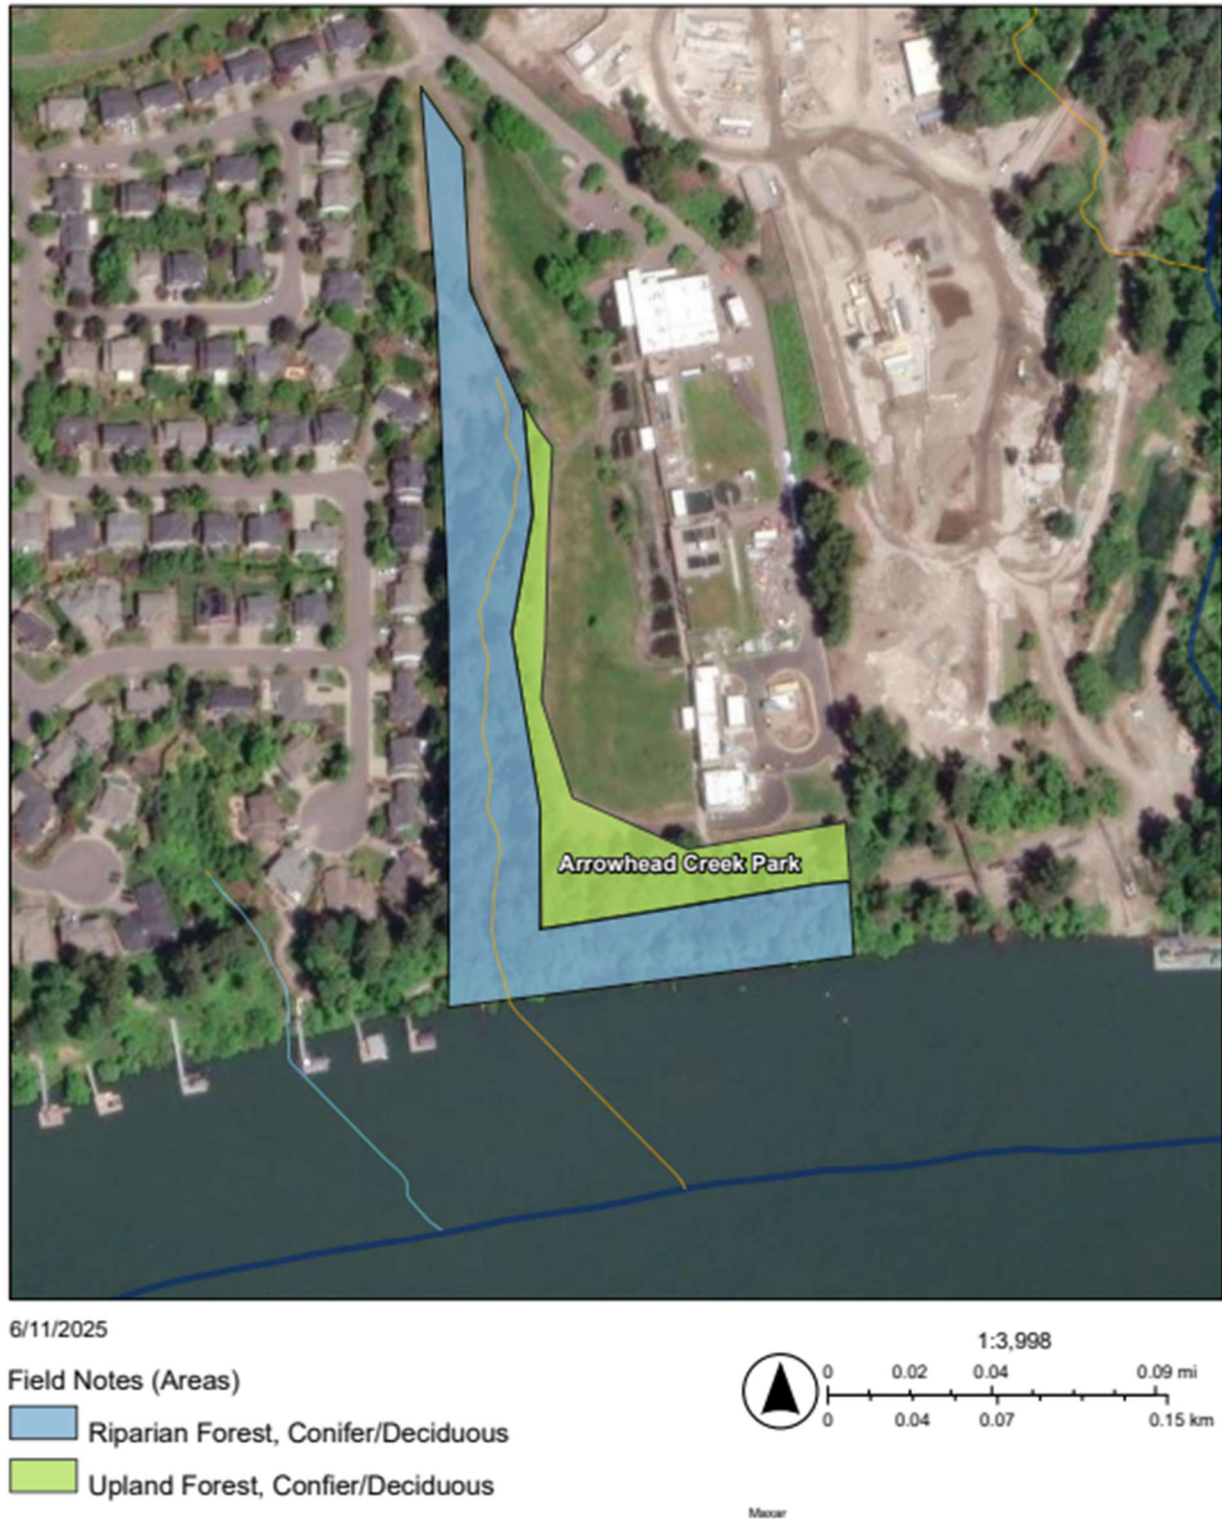 Arrowhead Creek Park
6/11/2025
Field Notes (Areas)
Riparian Forest, Conifer/Deciduous
Upland Forest, Confier/Deciduous
1:3,998
0 0.02 0.04 0.09 mi
0 0.04 0.07 0.15 km
Maxar